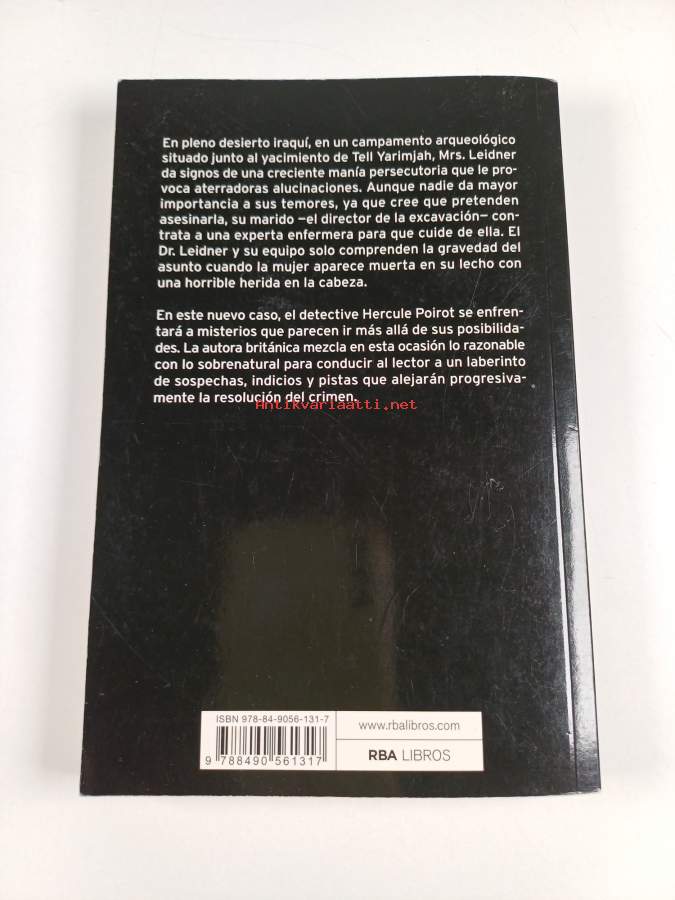 En pleno desierto iraquí, en un campamento arqueológico
situado junto al yacimiento de Tell Yarimjah, Mrs. Leidner
da signos de una creciente manía persecutoria que le pro-
voca aterradoras alucinaciones. Aunque nadie da mayor
importancia a sus temores, ya que cree que pretenden
asesinarla, su marido —el director de la excavación— con-
trata a una experta enfermera para que cuide de ella. El
Dr. Leidner y su equipo solo comprenden la gravedad del
asunto cuando la mujer aparece muerta en su lecho con
una horrible herida en la cabeza.
En este nuevo caso, el detective Hercule Poirot se enfren-
tará a misterios que parecen ir más allá de sus posibilida-
des. La autora británica mezcla en esta ocasión lo razonable
con lo sobrenatural para conducir al lector a un laberinto
de sospechas, indicios y pistas que alejarán progresiva-
mente la resolución del crimen.
Antikvariaatti.net
ISBN 978-84-9056-131-7
9 788490 561317
www.rbalibros.com
RBA LIBROS